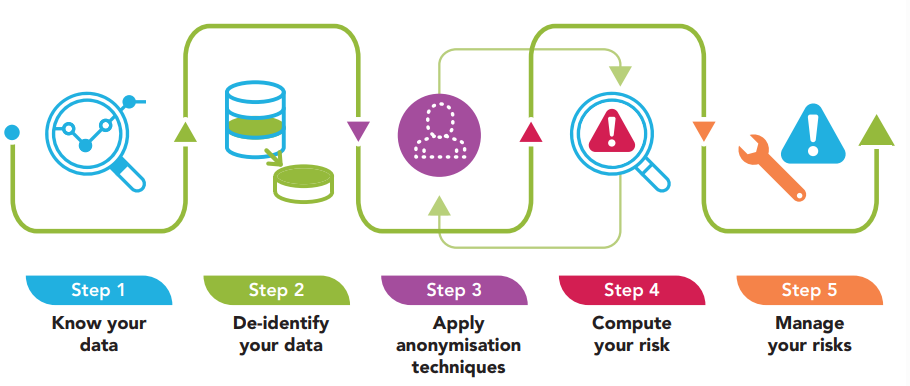 Step 1
Know your
data
Step 2
De-identify
your data
Step 3
Apply
anonymisation
techniques
Step 4
Compute
your risk
Step 5
Manage
your risks